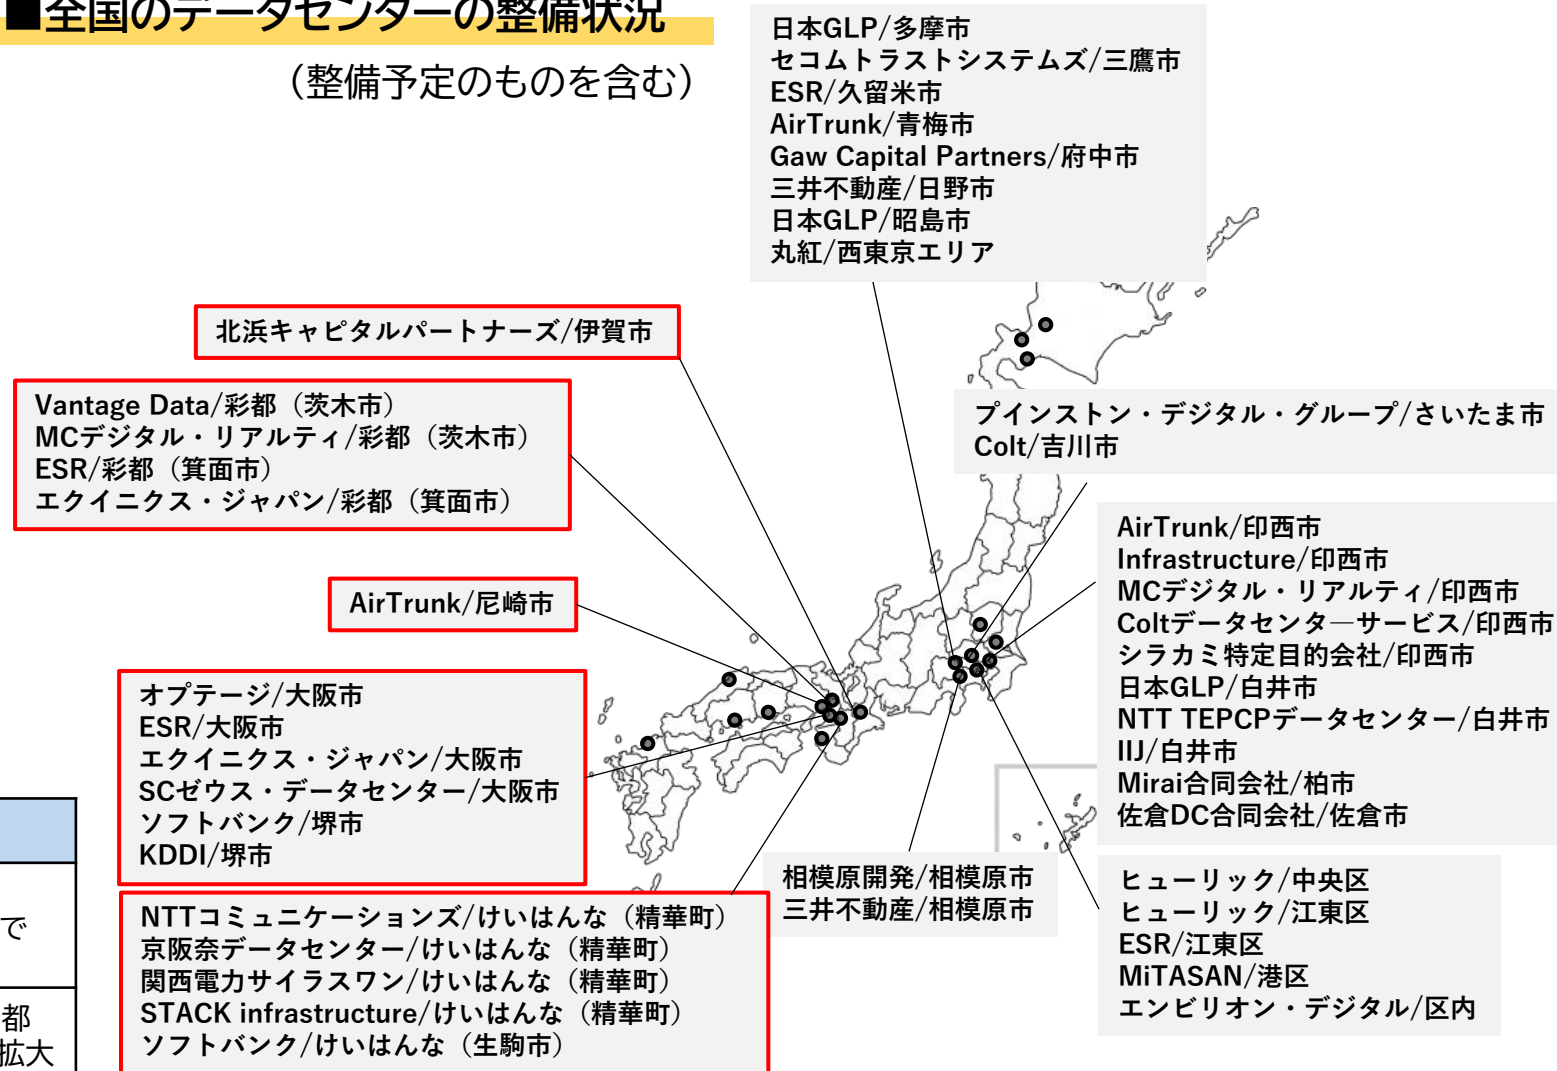 ■全国のデータセンターの整備状況
（整備予定のものを含む）
日本GLP/多摩市
セコムトラストシステムズ/三鷹市
ESR/久留米市
AirTrunk/青梅市
Gaw Capital Partners/府中市
三井不動産/日野市
日本GLP/昭島市
丸紅/西東京エリア
北浜キャピタルパートナーズ/伊賀市
Vantage Data/彩都（茨木市）
MCデジタル・リアルティ/彩都（茨木市）
ESR/彩都（箕面市）
エクイニクス・ジャパン/彩都（箕面市）
プインストン・デジタル・グループ/さいたま市
Colt/吉川市
AirTrunk/尼崎市
AirTrunk/印西市
Infrastructure/印西市
MCデジタル・リアルティ/印西市
Coltデータセンタ―サービス/印西市
シラカミ特定目的会社/印西市
日本GLP/白井市
NTT TEPCPデータセンター/白井市
IIJ/白井市
Mirai合同会社/柏市
佐倉DC合同会社/佐倉市
オプテージ/大阪市
ESR/大阪市
エクイニクス・ジャパン/大阪市
SCゼウス・データセンター/大阪市
ソフトバンク/堺市
KDDI/堺市
相模原開発/相模原市
三井不動産/相模原市
ヒューリック/中央区
ヒューリック/江東区
ESR/江東区
MiTASAN/港区
エンビリオン・デジタル/区内
NTTコミュニケーションズ/けいはんな（精華町）
京阪奈データセンター/けいはんな（精華町）
関西電力サイラスワン/けいはんな（精華町）
STACK infrastructure/けいはんな（精華町）
ソフトバンク/けいはんな（生駒市）
で
都
拡大